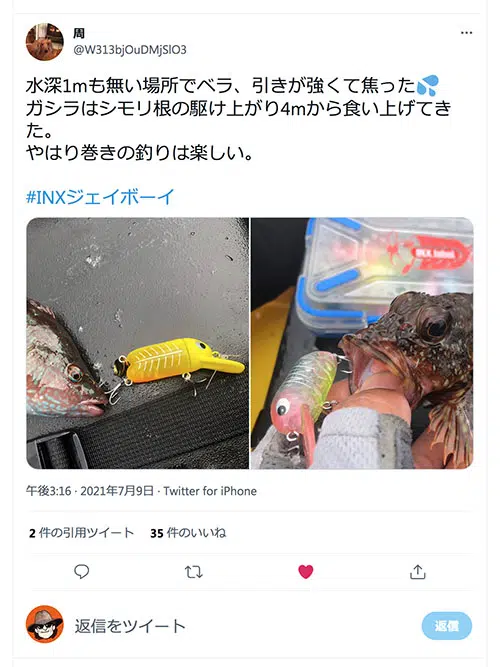 周
@W313bjOuDMjSlO3
水深1mも無い場所でベラ、引きが強くて焦った💦
ガシラはシモリ根の駆け上がり4mから食い上げてき
た。
やはり巻きの釣りは楽しい。
#INXジェイボーイ
午後3:16 · 2021年7月9日 · Twitter for iPhone
2 件の引用ツイート 35 件のいいね
返信をツイート
返信